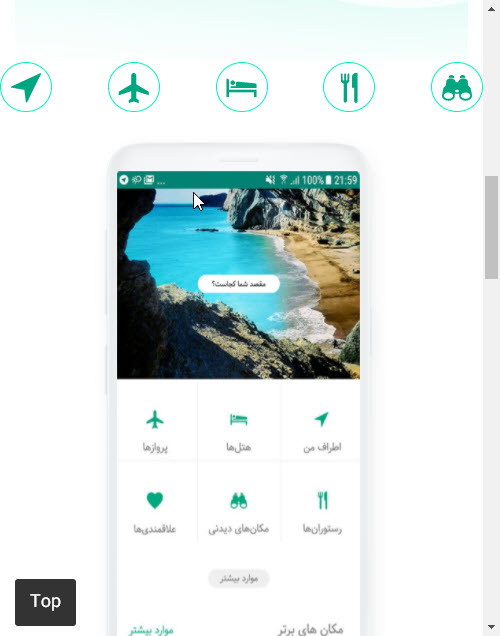 ... 100% 21:59
مقصد شما کجاست؟
اطراف من
هتل‌ها
پروازها
رستوران‌ها
مکان‌های دیدنی
علاقمندی‌ها
موارد بیشتر
مکان های برتر
موارد بیشتر
Top